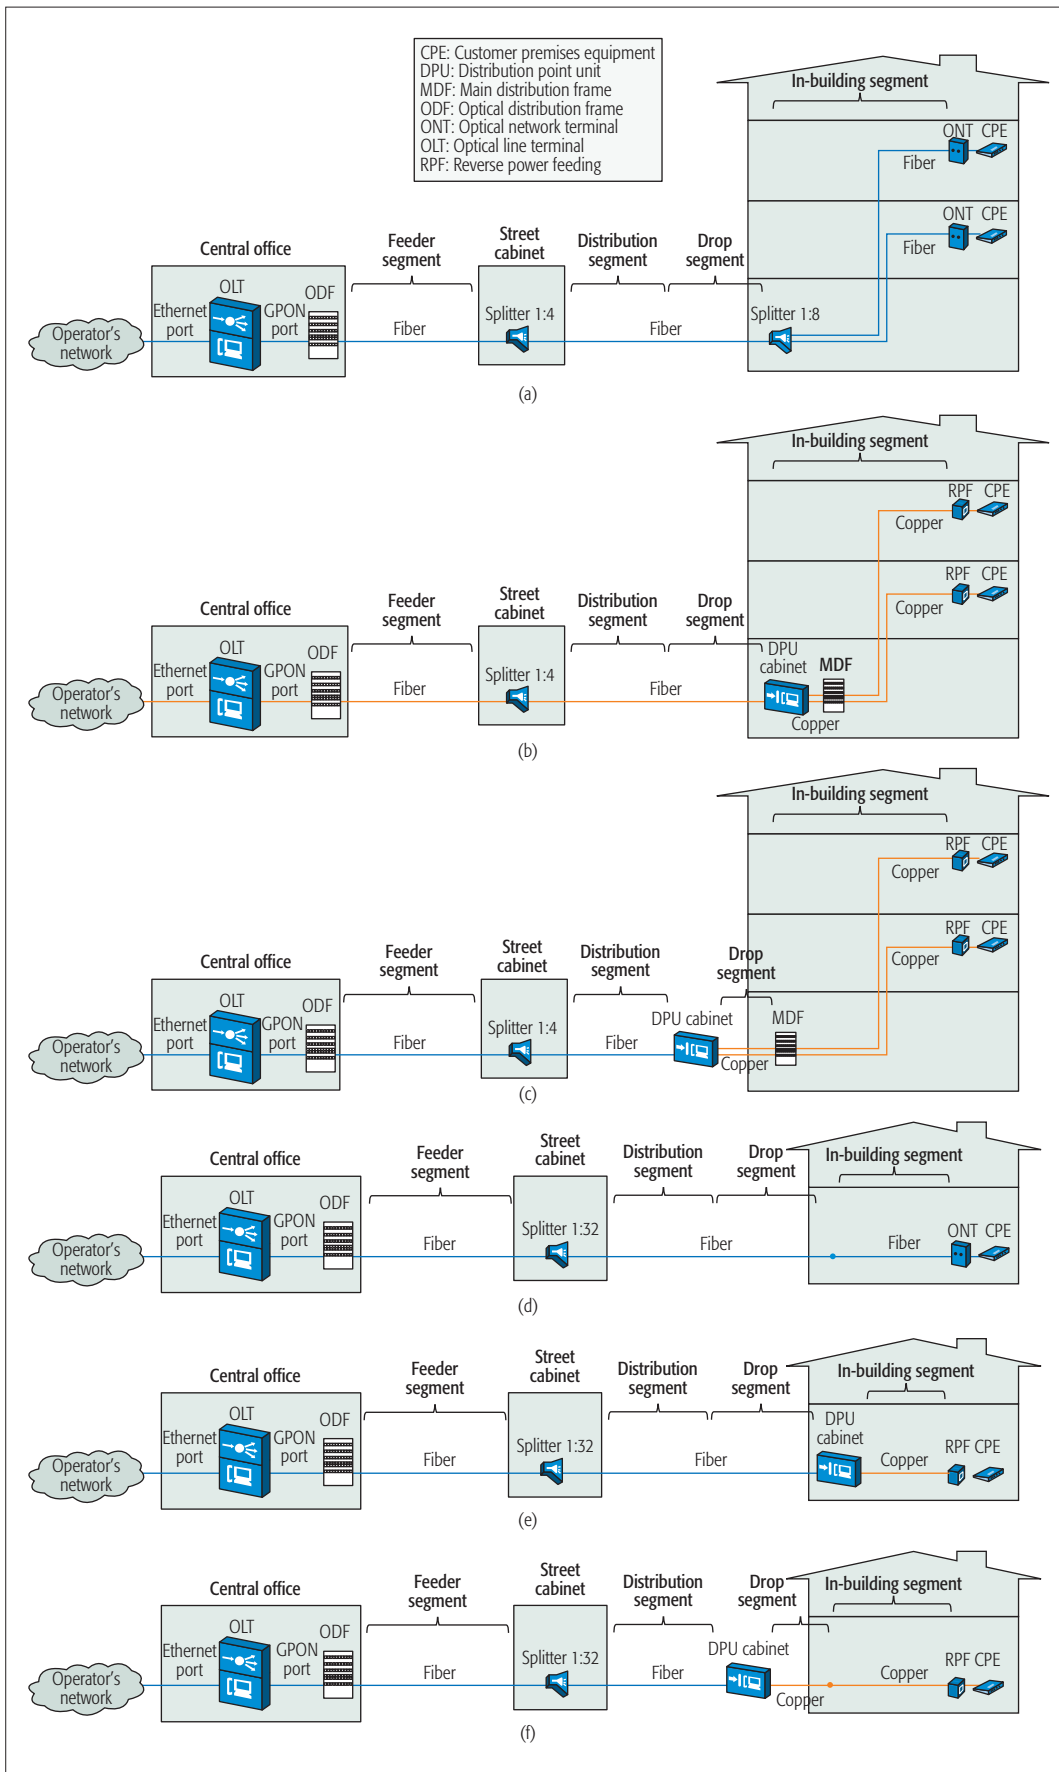 CPE: Customer premises equipment
DPU: Distribution point unit
MDF: Main distribution frame
ODF: Optical distribution frame
ONT: Optical network terminal
OLT: Optical line terminal
RPF: Reverse power feeding
In-building segment
ONT CPE
Fiber
ONT CPE
Fiber
Central office
Feeder
segment
Street
cabinet
Distribution
segment
Drop
segment
OLT
ODF
Ethernet
port
GPON
port
Splitter 1:4
Splitter 1:8
Operator's
network
Fiber
Fiber
(a)
In-building segment
RPF CPE
Copper
RPF CPE
Copper
Central office
Feeder
segment
Street
cabinet
Distribution
segment
Drop
segment
OLT
ODF
DPU
cabinet
MDF
Ethernet
port
GPON
port
Splitter 1:4
Operator's
network
Fiber
Fiber
Copper
(b)
In-building segment
RPF CPE
Copper
RPF CPE
Copper
Central office
Feeder
segment
Street
cabinet
Distribution
segment
Drop
segment
OLT
ODF
DPU cabinet
MDF
Ethernet
port
GPON
port
Splitter 1:4
Operator's
network
Fiber
Fiber
Copper
(c)
Central office
Feeder
segment
Street
cabinet
Distribution
segment
Drop
segment
In-building segment
OLT
ODF
Ethernet
port
GPON
port
Splitter 1:32
ONT CPE
Operator's
network
Fiber
Fiber
Fiber
(d)
Central office
Feeder
segment
Street
cabinet
Distribution
segment
Drop
segment
In-building segment
OLT
ODF
DPU
cabinet
Ethernet
port
GPON
port
Splitter 1:32
RPF CPE
Operator's
network
Fiber
Fiber
Copper
(e)
Central office
Feeder
segment
Street
cabinet
Distribution
segment
Drop
segment
In-building segment
OLT
ODF
DPU cabinet
Ethernet
port
GPON
port
Splitter 1:32
RPF CPE
Operator's
network
Fiber
Fiber
Copper
Copper
(f)